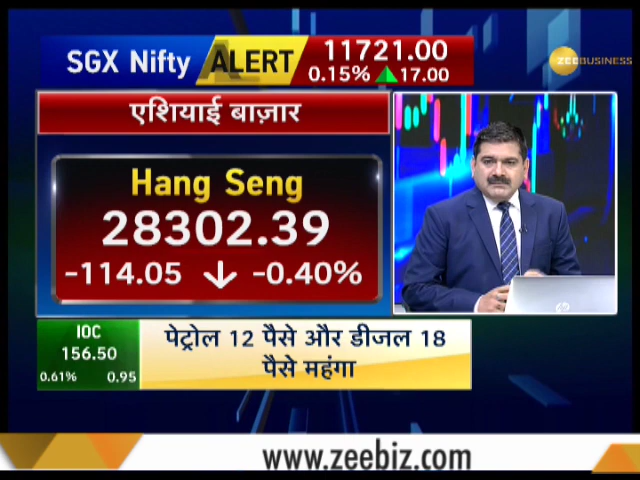 SGX Nifty
ALERT
11721.00
0.15% ▲ 17.00
ZEEBUSINESS
एशियाई बाज़ार
Hang Seng
28302.39
-114.05 ↓ -0.40%
hp
IOC
156.50
0.61% 0.95
पेट्रोल 12 पैसे और डीजल 18
पैसे महंगा
www.zeebiz.com